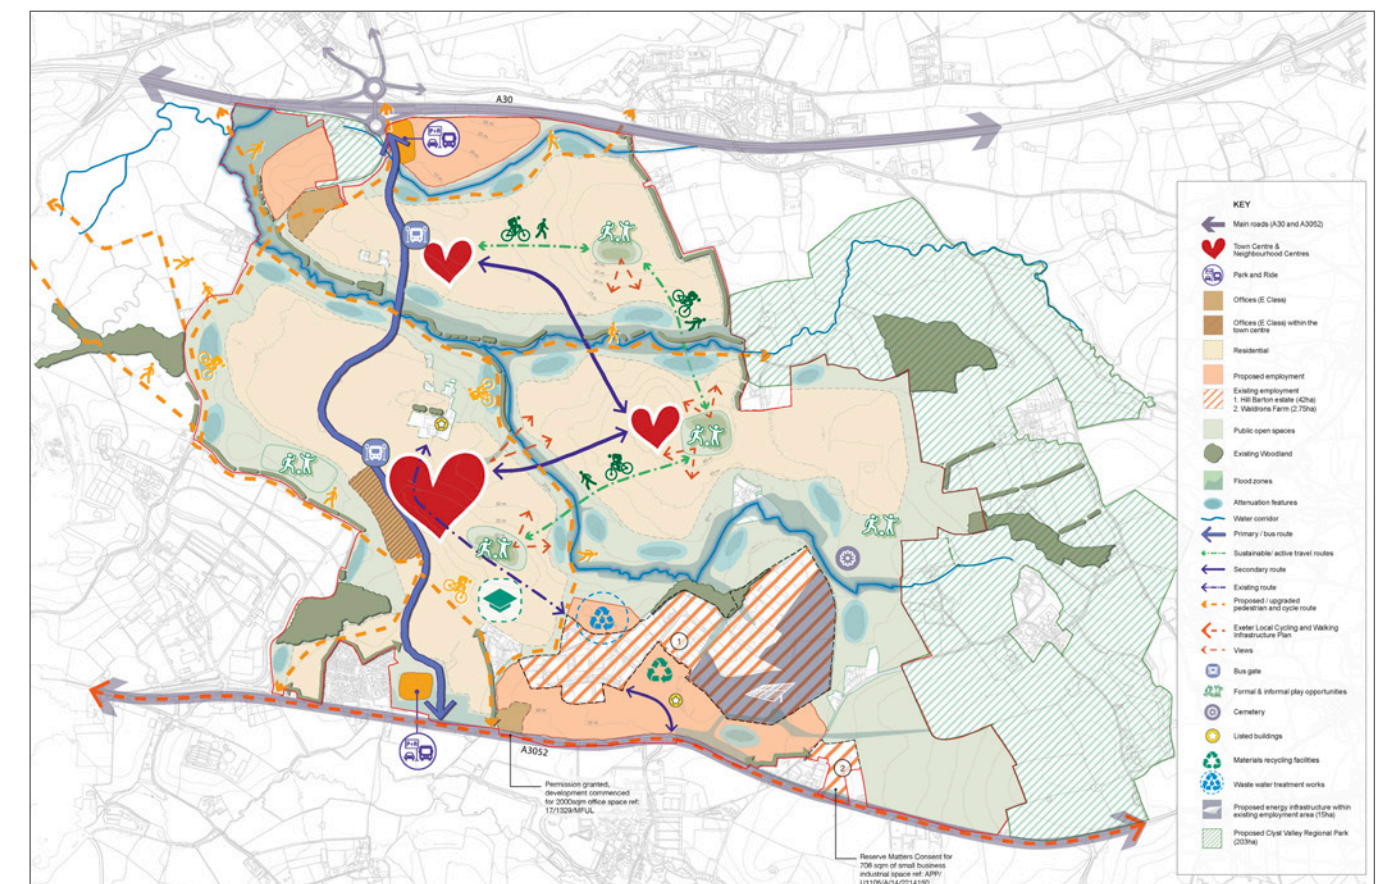 A30
P+R
KEY
Main roads (A30 and A3052)
Town Centre &
Neighbourhood Centres
Park and Ride
Offices (E Class)
Offices (E Class) within the
town centre
Residential
Proposed employment
Existing employment
1. Hill Barton estate (42ha)
2. Waldrons Farm (2.75ha)
Public open spaces
Existing Woodland
Flood zones
Attenuation features
Water corridor
Primary / bus route
Sustainable/ active travel routes
Secondary route
Existing route
Proposed / upgraded
pedestrian and cycle route
Exeter Local Cycling and Walking
Infrastructure Plan
Views
Bus gate
Formal & informal play opportunities
Cemetery
Listed buildings
Materials recycling facilities
Waste water treatment works
Proposed energy infrastructure within
existing employment area (15ha)
Proposed Clyst Valley Regional Park
(203ha)
1
2
A3052
P+R
Permission granted,
development commenced
for 2000sqm office space ref:
17/1329/MFUL
Reserve Matters Consent for
708 sqm of small business
industrial space ref: APP/
U1105/A/14/2214150